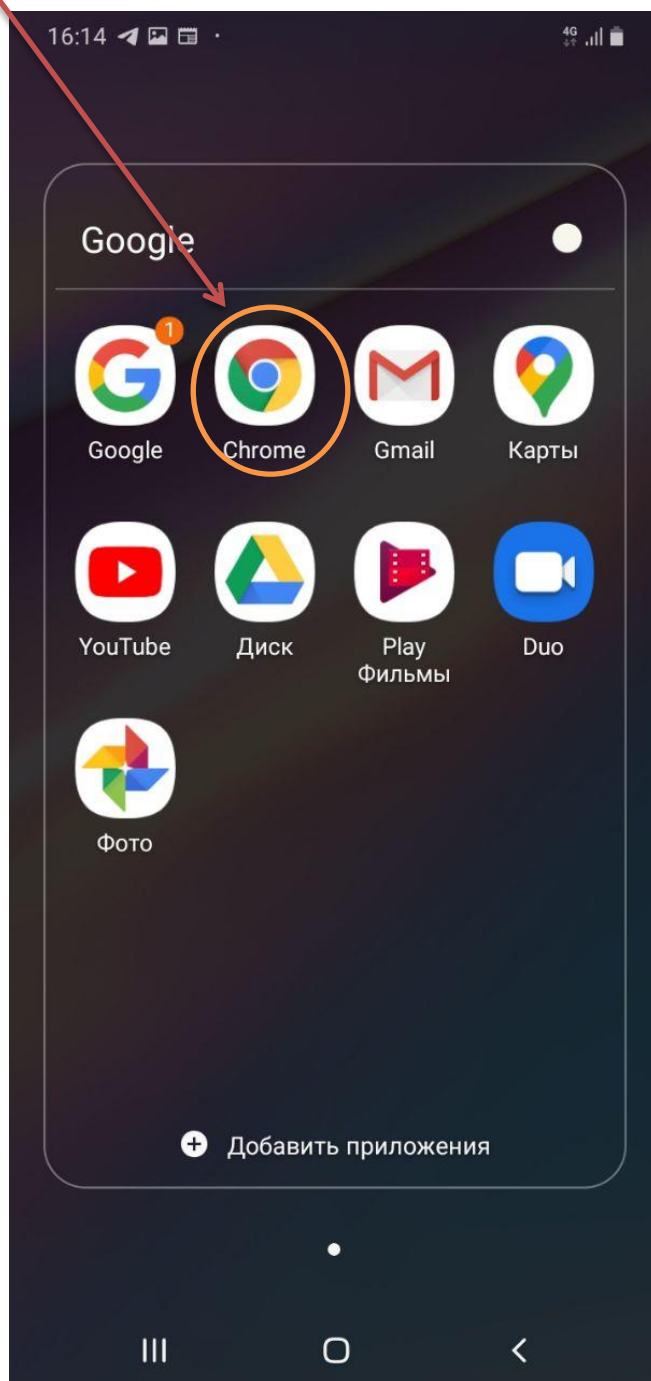 16:14
4G
Google
1
Google Chrome Gmail Карты
YouTube Диск Play Фильмы Duo
Фото
Добавить приложения